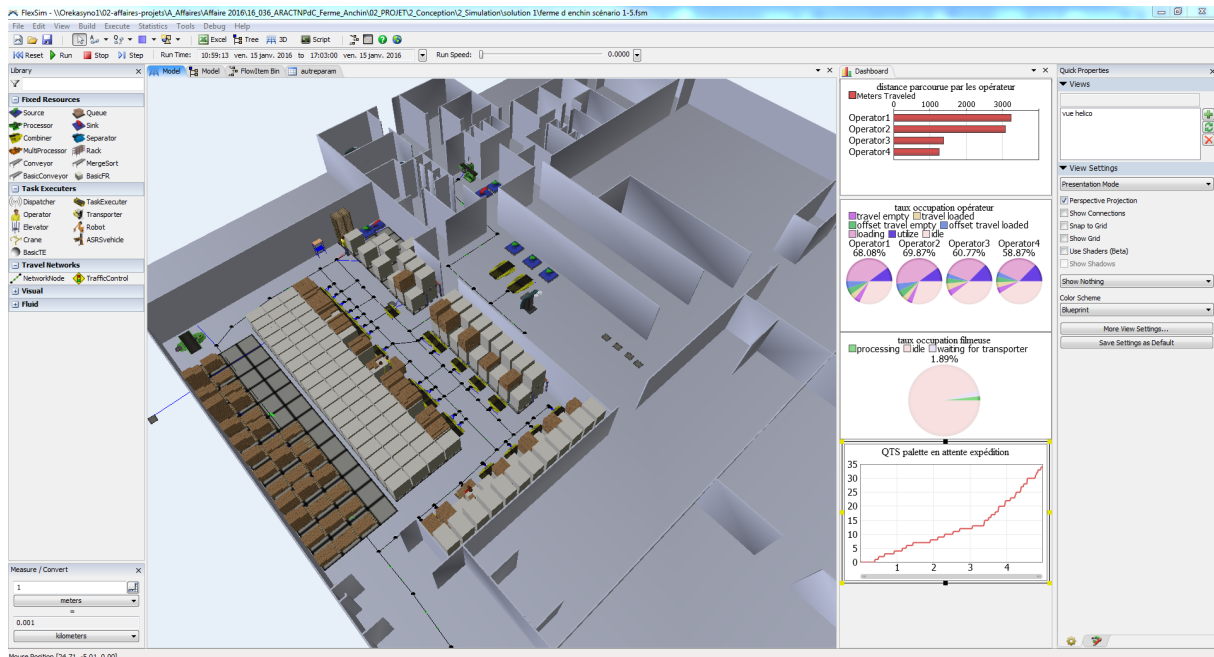 FlexSim - \\Orekasyno1\02-affaires-projets\A_Affaires\Affaire 2016\16_036_ARACTNPdC_Ferme_Anchin\02_PROJET\2_Conception\2_Simulation\solution 1\ferme d enchin scénario 1-5.fsm
File Edit View Build Execute Statistics Tools Debug Help
Excel Tree 3D Script
Reset Run Stop Step Run Time: 10:59:13 ven. 15 janv. 2016 to 17:03:00 ven. 15 janv. 2016 Run Speed: 0.0000
Library
Fixed Resources
Source Queue
Processor Sink
Combiner Separator
MultiProcessor Rack
Conveyor MergeSort
BasicConveyor BasicFR
Task Executers
Dispatcher TaskExecuter
Operator Transporter
Elevator Robot
Crane ASRSvehicle
BasicTE
Travel Networks
NetworkNode TrafficControl
Visual
Fluid
Measure / Convert
1
meters
=
0.001
kilometers
Mouse Position [24.71, -5.01, 0.00]
Model Model FlowItem Bin autreparam
Dashboard
distance parcourue par les opérateur
Meters Traveled
0 1000 2000 3000
Operator1
Operator2
Operator3
Operator4
taux occupation opérateur
travel empty travel loaded
offset travel empty offset travel loaded
loading utilize idle
Operator1 Operator2 Operator3 Operator4
68.08% 69.87% 60.77% 58.87%
taux occupation filmeuse
processing idle waiting for transporter
1.89%
QTS palette en attente expédition
35
30
25
20
15
10
5
0
1 2 3 4
Quick Properties
Views
vue helico
View Settings
Presentation Mode
Perspective Projection
Show Connections
Snap to Grid
Show Grid
Use Shaders (Beta)
Show Shadows
Show Nothing
Color Scheme
Blueprint
More View Settings...
Save Settings as Default